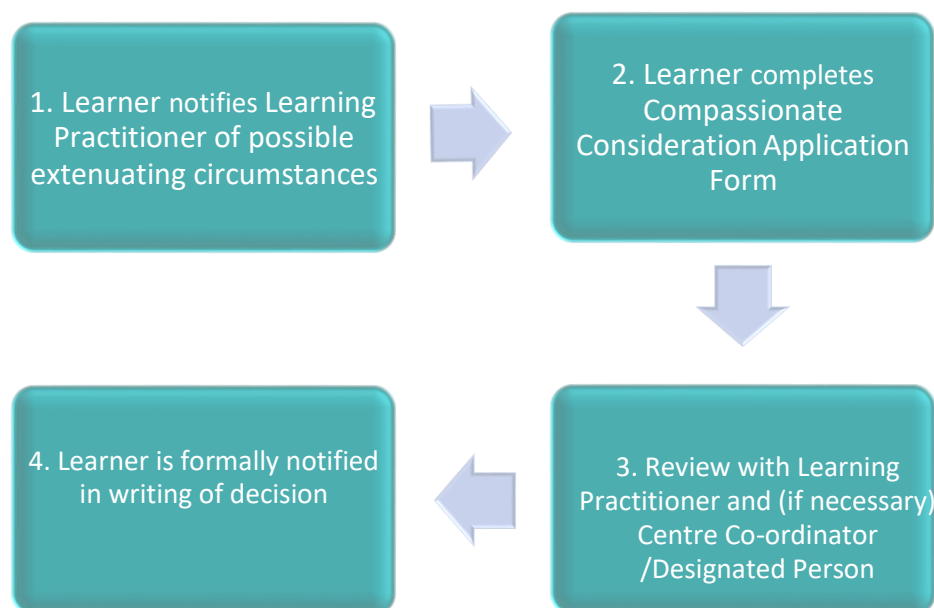 1. Learner notifies Learning
Practitioner of possible
extenuating circumstances
2. Learner completes
Compassionate
Consideration Application
Form
3. Review with Learning
Practitioner and (if necessary)
Centre Co-ordinator
/Designated Person
4. Learner is formally notified
in writing of decision